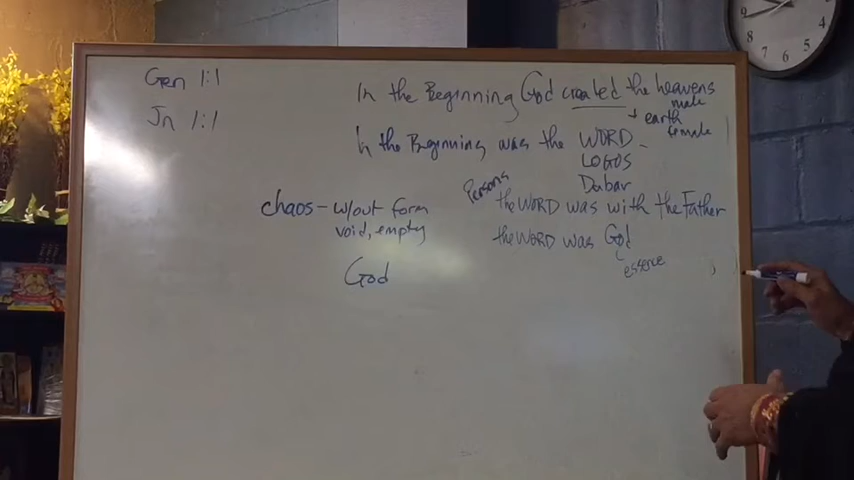 Gen 1:1
In the Beginning, God created the heavens
male
+ earth
female
Jn 1:1
In the Beginning, was the WORD
LOGOS
Dabar
chaos - w/out form
void, empty
Persons
the WORD was with the Father
the WORD was God
essence
God